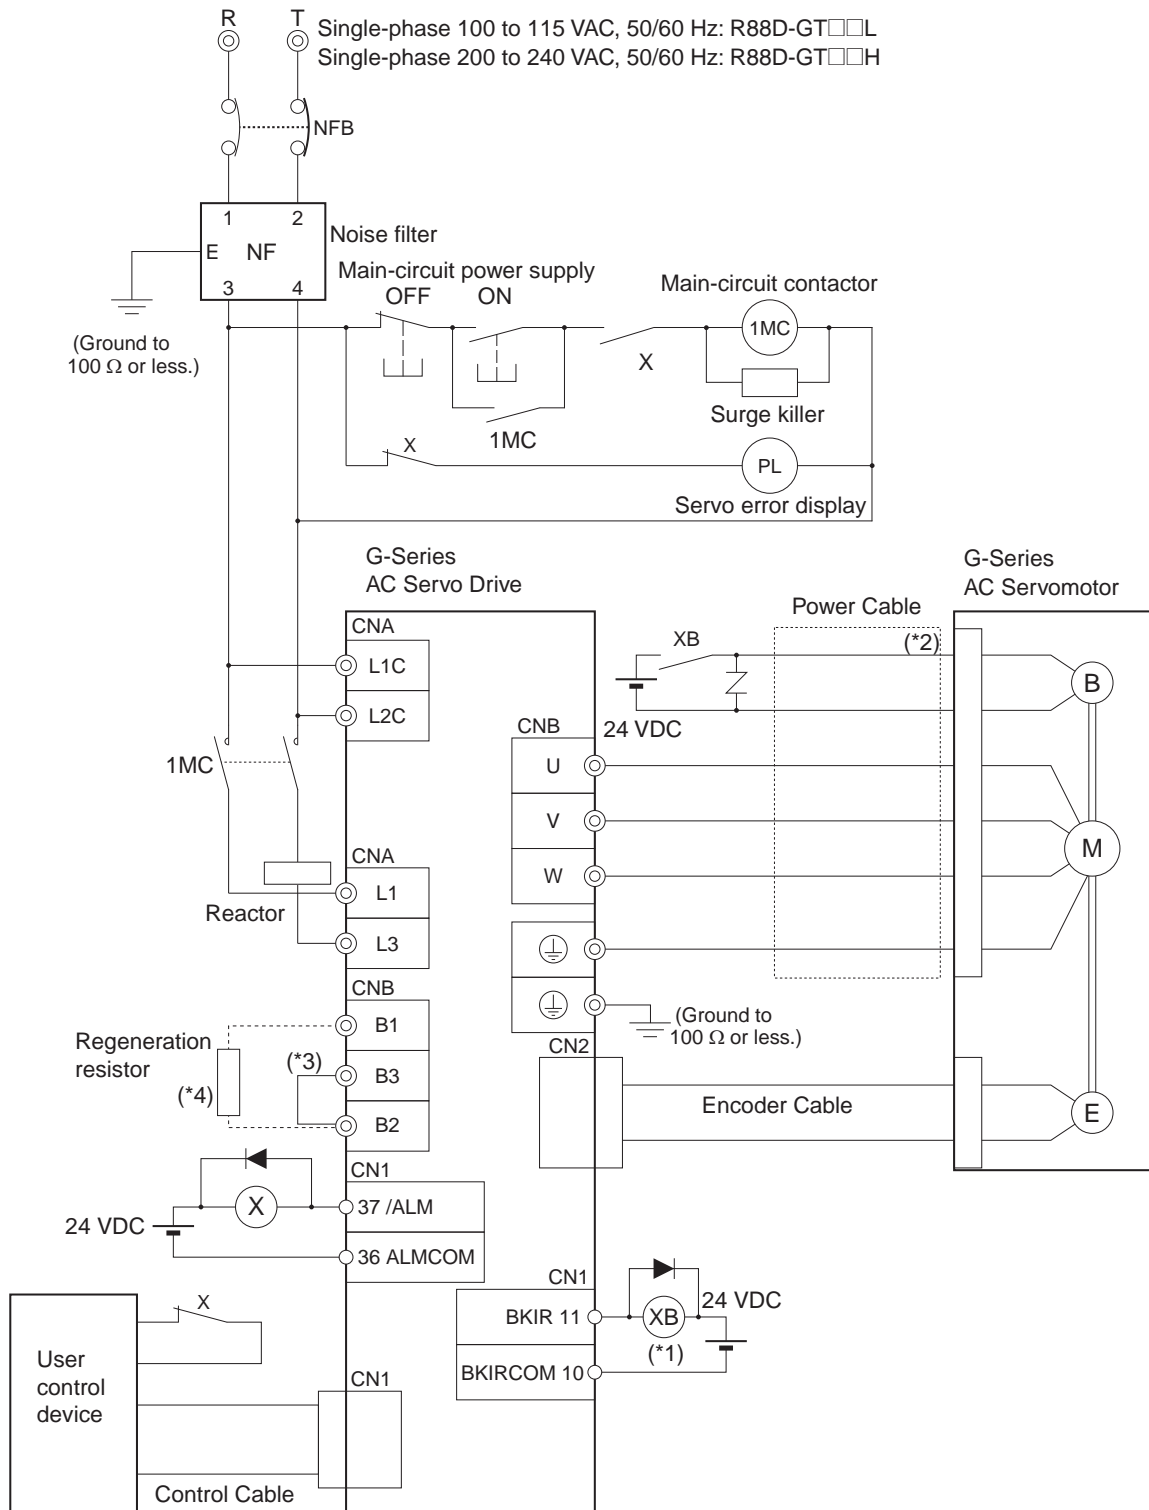 R T
Single-phase 100 to 115 VAC, 50/60 Hz: R88D-GT□□L
Single-phase 200 to 240 VAC, 50/60 Hz: R88D-GT□□H
NFB
1 2
E NF
3 4
Noise filter
(Ground to
100 Ω or less.)
Main-circuit power supply
OFF ON
Main-circuit contactor
1MC
X
Surge killer
1MC
X
PL
Servo error display
G-Series
AC Servo Drive
G-Series
AC Servomotor
CNA
L1C
L2C
1MC
Reactor
CNA
L1
L3
CNB
B1
B3
B2
Regeneration
resistor
(*3)
(*4)
CN1
37 /ALM
36 ALMCOM
X
24 VDC
X
User
control
device
CN1
Control Cable
XB
24 VDC
Power Cable
(*2)
CNB
U
V
W
(Ground to
100 Ω or less.)
CN2
Encoder Cable
B
M
E
CN1
BKIR 11
BKIRCOM 10
XB
(*1)
24 VDC